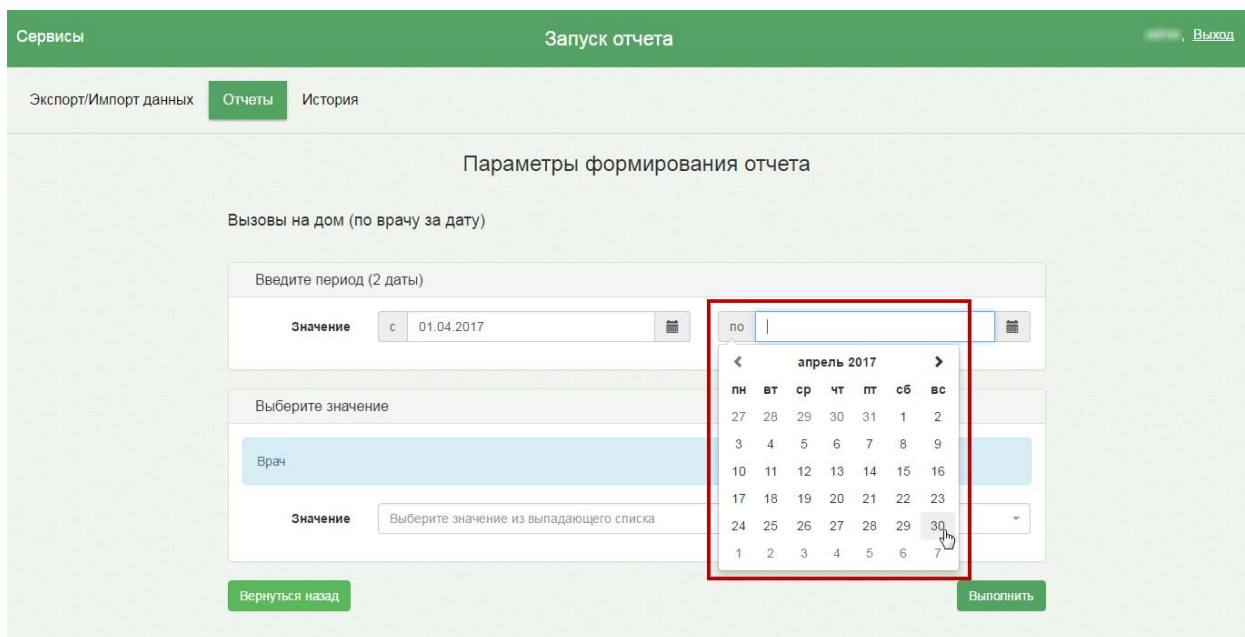 Сервисы Запуск отчета , Выход
Экспорт/Импорт данных Отчеты История
Параметры формирования отчета
Вызовы на дом (по врачу за дату)
Введите период (2 даты)
Значение с 01.04.2017 по
апрель 2017
пн вт ср чт пт сб вс
27 28 29 30 31 1 2
3 4 5 6 7 8 9
10 11 12 13 14 15 16
17 18 19 20 21 22 23
24 25 26 27 28 29 30
1 2 3 4 5 6 7
Выберите значение
Врач
Значение Выберите значение из выпадающего списка
Вернуться назад Выполнить